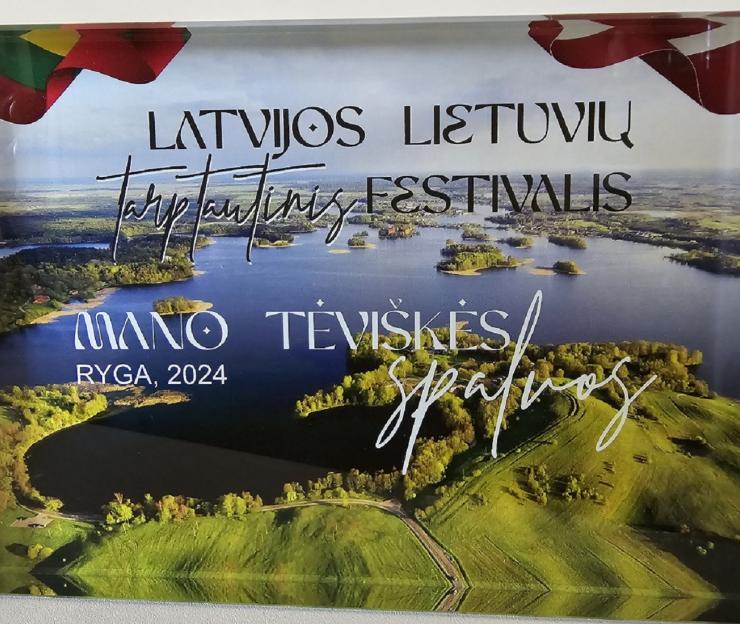 LATVIJOS LIETUVIŲ
tarptautinis FESTIVALIS
MANO TĖVIŠKĖS
spalvos
RYGA, 2024